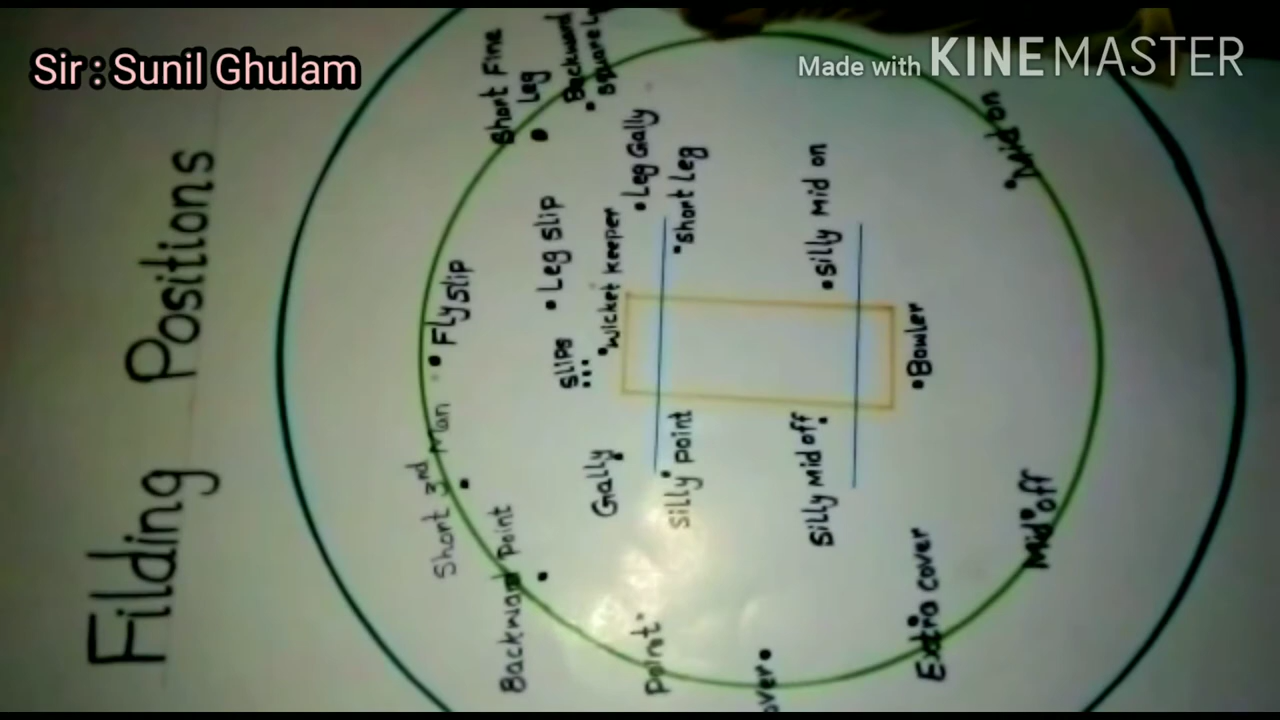 Sir : Sunil Ghulam
Made with KINEMASTER
Filding Positions
Short Fine
Leg
Backward
Square L
Leg Gally
Short Leg
Silly Mid on
Mid on
Fly slip
Leg slip
Wicket keeper
Slips
Bowler
Short 3nd Man
Gally
Silly point
Silly Mid off
Mid off
Backward Point
Point
over
Extra cover